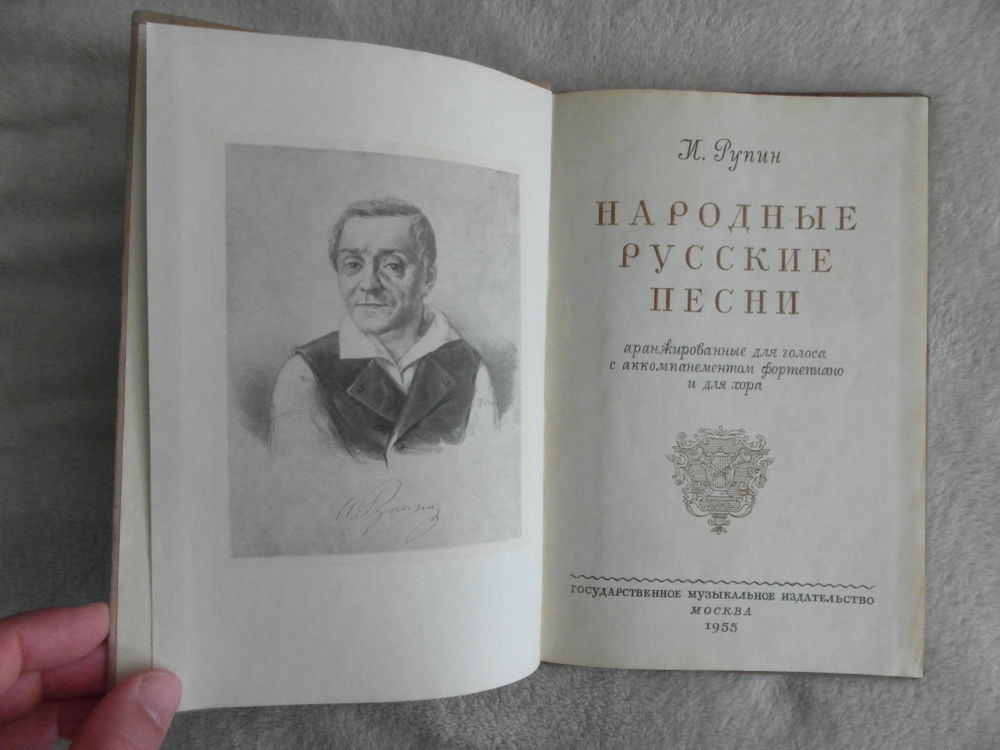 И. Рупин
НАРОДНЫЕ
РУССКИЕ
ПЕСНИ
аранжированные для голоса
с аккомпанементом фортепиано
и для хора
ГОСУДАРСТВЕННОЕ МУЗЫКАЛЬНОЕ ИЗДАТЕЛЬСТВО
МОСКВА
1955